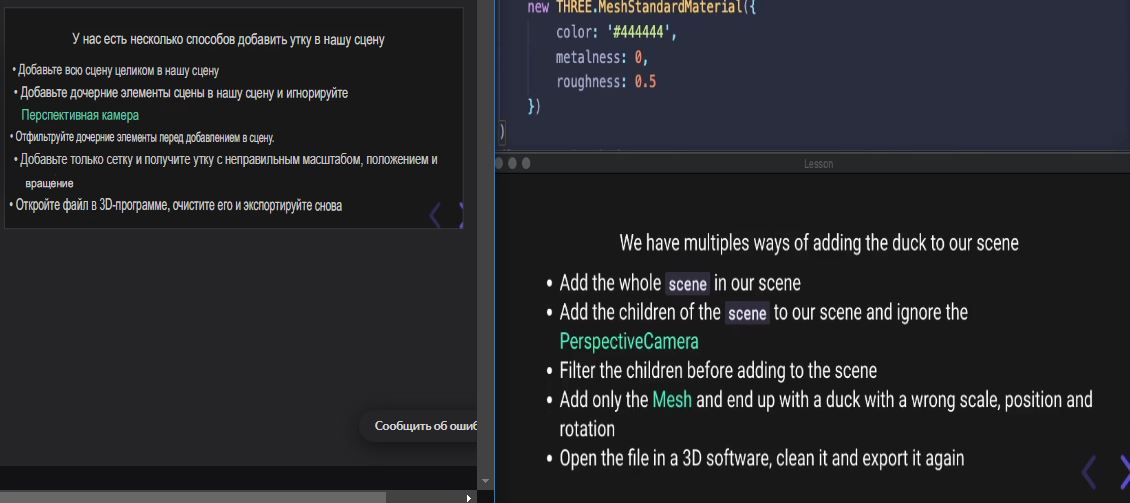 У нас есть несколько способов добавить утку в нашу сцену
• Добавьте всю сцену целиком в нашу сцену
• Добавьте дочерние элементы сцены в нашу сцену и игнорируйте
Перспективная камера
• Отфильтруйте дочерние элементы перед добавлением в сцену.
• Добавьте только сетку и получите утку с неправильным масштабом, положением и
вращение
• Откройте файл в 3D-программе, очистите его и экспортируйте снова
Сообщить об ошиб
new THREE.MeshStandardMaterial({
color: '#444444',
metalness: 0,
roughness: 0.5
})
)
Lesson
We have multiples ways of adding the duck to our scene
• Add the whole scene in our scene
• Add the children of the scene to our scene and ignore the
PerspectiveCamera
• Filter the children before adding to the scene
• Add only the Mesh and end up with a duck with a wrong scale, position and
rotation
• Open the file in a 3D software, clean it and export it again